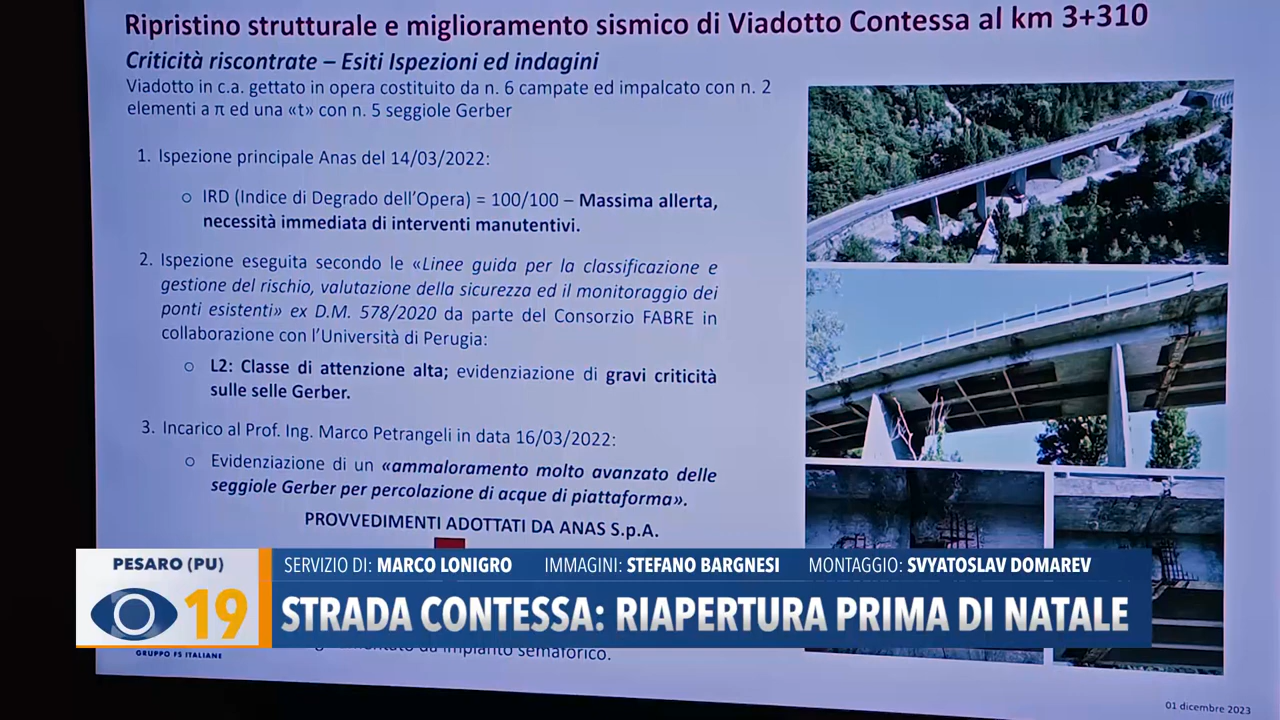 Ripristino strutturale e miglioramento sismico di Viadotto Contessa al km 3+310
Criticità riscontrate – Esiti Ispezioni ed indagini
Viadotto in c.a. gettato in opera costituito da n. 6 campate ed impalcato con n. 2
elementi a π ed una «t» con n. 5 seggiole Gerber
1. Ispezione principale Anas del 14/03/2022:
○ IRD (Indice di Degrado dell'Opera) = 100/100 – Massima allerta,
necessità immediata di interventi manutentivi.
2. Ispezione eseguita secondo le «Linee guida per la classificazione e
gestione del rischio, valutazione della sicurezza ed il monitoraggio dei
ponti esistenti» ex D.M. 578/2020 da parte del Consorzio FABRE in
collaborazione con l'Università di Perugia:
○ L2: Classe di attenzione alta; evidenziazione di gravi criticità
sulle selle Gerber.
3. Incarico al Prof. Ing. Marco Petrangeli in data 16/03/2022:
○ Evidenziazione di un «ammaloramento molto avanzato delle
seggiole Gerber per percolazione di acque di piattaforma».
PROVVEDIMENTI ADOTTATI DA ANAS S.p.A.
PESARO (PU)
19
SERVIZIO DI: MARCO LONIGRO IMMAGINI: STEFANO BARGNESI MONTAGGIO: SVYATOSLAV DOMAREV
STRADA CONTESSA: RIAPERTURA PRIMA DI NATALE
GRUPPO FS ITALIANE
impianto semaforico.
01 dicembre 2023